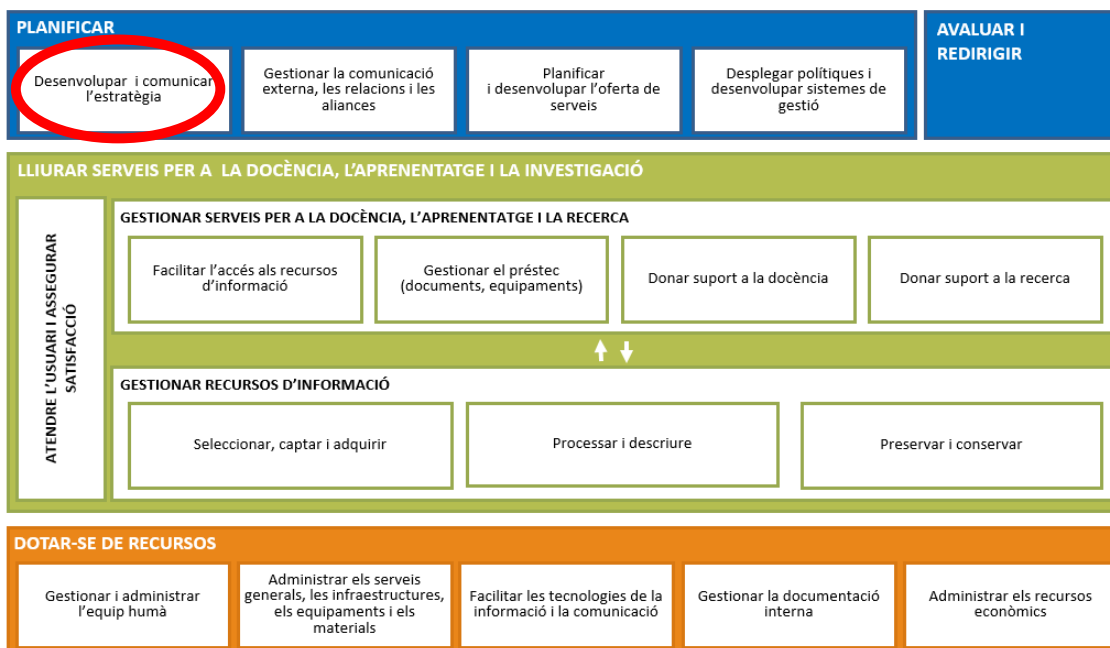 PLANIFICAR
Desenvolupar i comunicar
l'estratègia
Gestionar la comunicació
externa, les relacions i les
aliances
Planificar
i desenvolupar l'oferta de
serveis
Desplegar polítiques i
desenvolupar sistemes de
gestió
AVALUAR I
REDIRIGIR
LLIURAR SERVEIS PER A LA DOCÈNCIA, L'APRENENTATGE I LA INVESTIGACIÓ
ATENDRE L'USUARI I ASSEGURAR
SATISFACCIÓ
GESTIONAR SERVEIS PER A LA DOCÈNCIA, L'APRENENTATGE I LA RECERCA
Facilitar l'accés als recursos
d'informació
Gestionar el préstec
(documents, equipaments)
Donar suport a la docència
Donar suport a la recerca
GESTIONAR RECURSOS D'INFORMACIÓ
Seleccionar, captar i adquirir
Processar i descriure
Preservar i conservar
DOTAR-SE DE RECURSOS
Gestionar i administrar
l'equip humà
Administrar els serveis
generals, les infraestructures,
els equipaments i els
materials
Facilitar les tecnologies de la
informació i la comunicació
Gestionar la documentació
interna
Administrar els recursos
econòmics